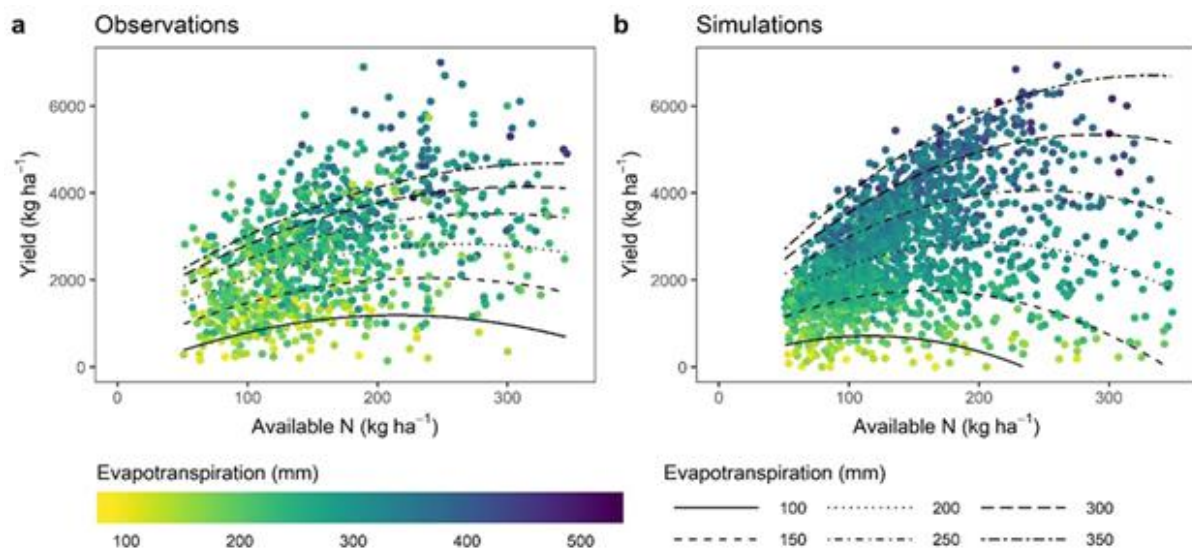 a Observations
b Simulations
6000
4000
2000
0
Yield (kg ha⁻¹)
0 100 200 300
Available N (kg ha⁻¹)
6000
4000
2000
0
Yield (kg ha⁻¹)
0 100 200 300
Available N (kg ha⁻¹)
Evapotranspiration (mm)
100 200 300 400 500
Evapotranspiration (mm)
100 200 300
150 250 350